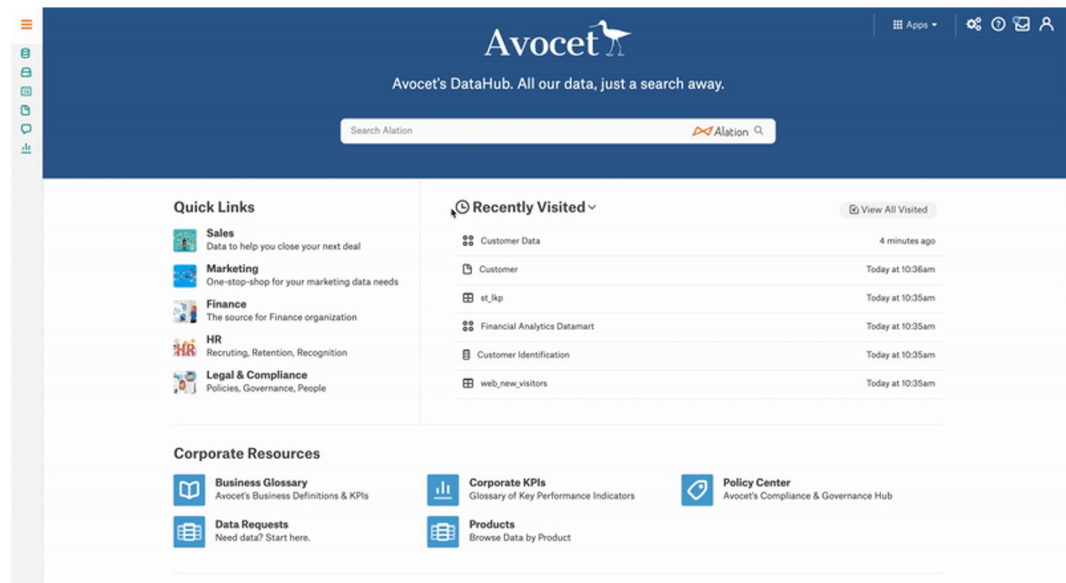 Avocet
Apps
Avocet's DataHub. All our data, just a search away.
Search Alation
Alation
Quick Links
Sales
Data to help you close your next deal
Marketing
One-stop-shop for your marketing data needs
Finance
The source for Finance organization
HR
HR
Recruting, Retention, Recognition
Legal & Compliance
Policies, Governance, People
Recently Visited
View All Visited
Customer Data
4 minutes ago
Customer
Today at 10:36am
st_lkp
Today at 10:35am
Financial Analytics Datamart
Today at 10:35am
Customer Identification
Today at 10:35am
web_new_visitors
Today at 10:35am
Corporate Resources
Business Glossary
Avocet's Business Definitions & KPIs
Corporate KPIs
Glossary of Key Performance Indicators
Policy Center
Avocet's Compliance & Governance Hub
Data Requests
Need data? Start here.
Products
Browse Data by Product